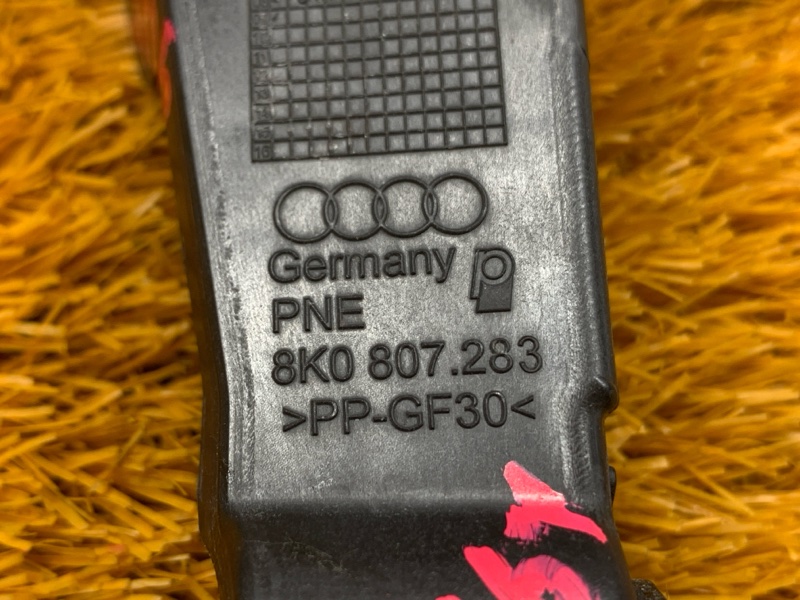 Germany
PNE
8K0 807.283
>PP-GF30<